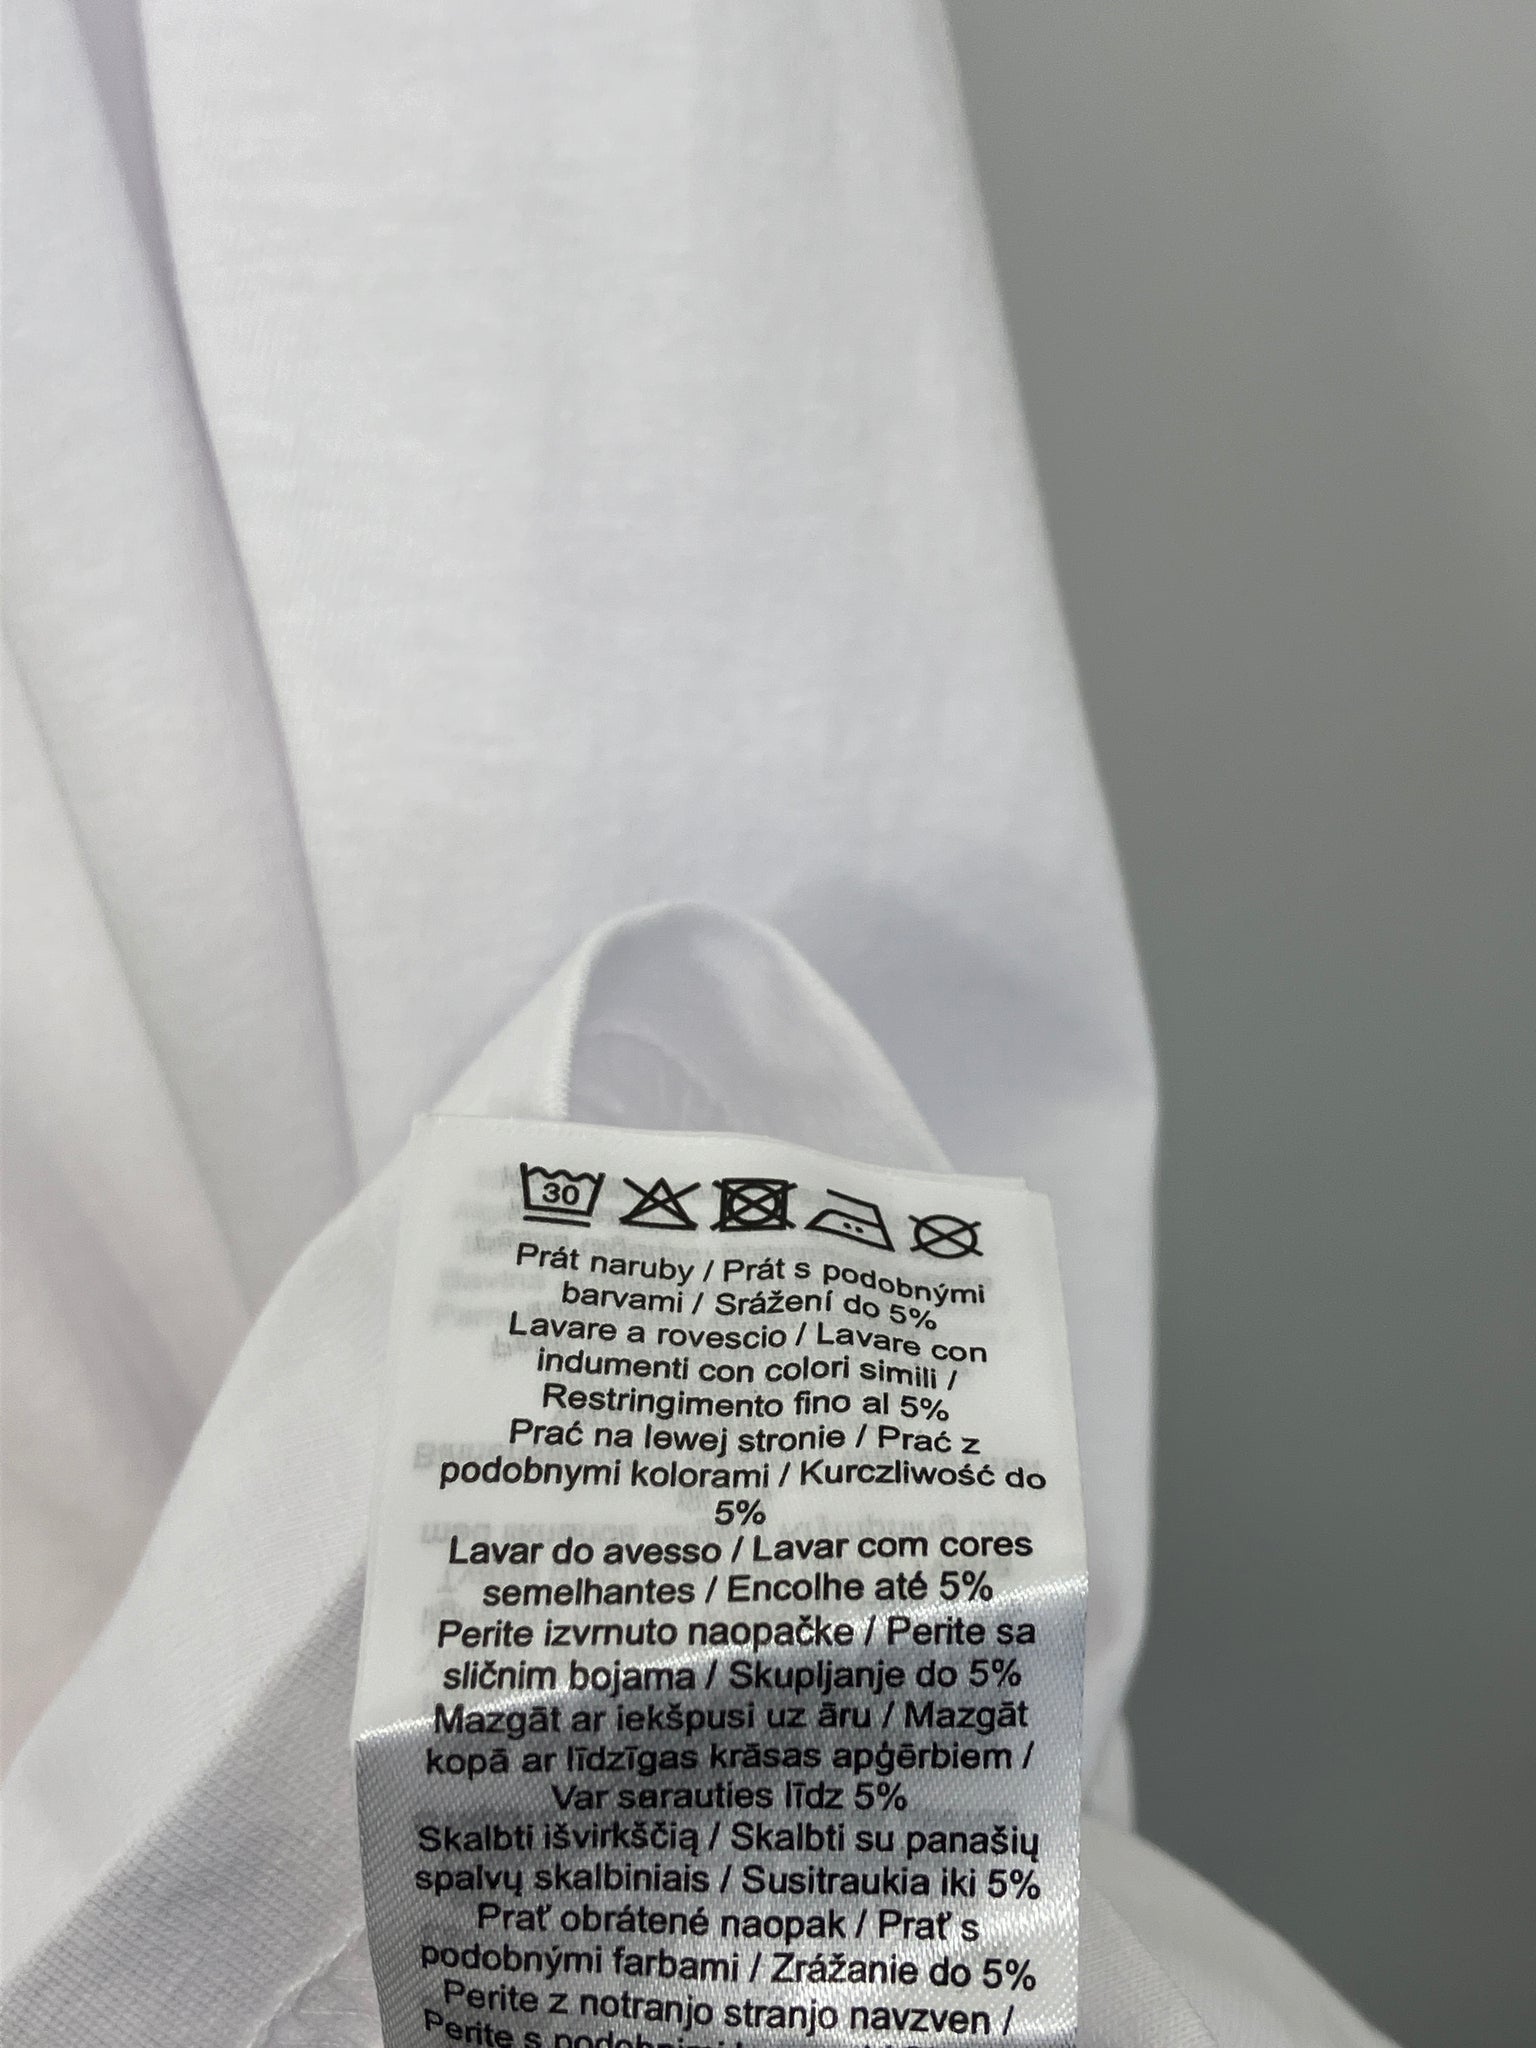 30
Prát naruby / Prát s podobnými
barvami / Srážení do 5%
Lavare a rovescio / Lavare con
indumenti con colori simili /
Restringimento fino al 5%
Prać na lewej stronie / Prać z
podobnymi kolorami / Kurczliwość do
5%
Lavar do avesso / Lavar com cores
semelhantes / Encolhe até 5%
Perite izvrnuto naopačke / Perite sa
sličnim bojama / Skupljanje do 5%
Mazgāt ar iekšpusi uz āru / Mazgāt
kopā ar līdzīgas krāsas apģērbiem /
Var sarauties līdz 5%
Skalbti išvirkščią / Skalbti su panašių
spalvų skalbiniais / Susitraukia iki 5%
Prať obrátené naopak / Prať s
podobnými farbami / Zrážanie do 5%
Perite z notranjo stranjo navzven /
Perite s